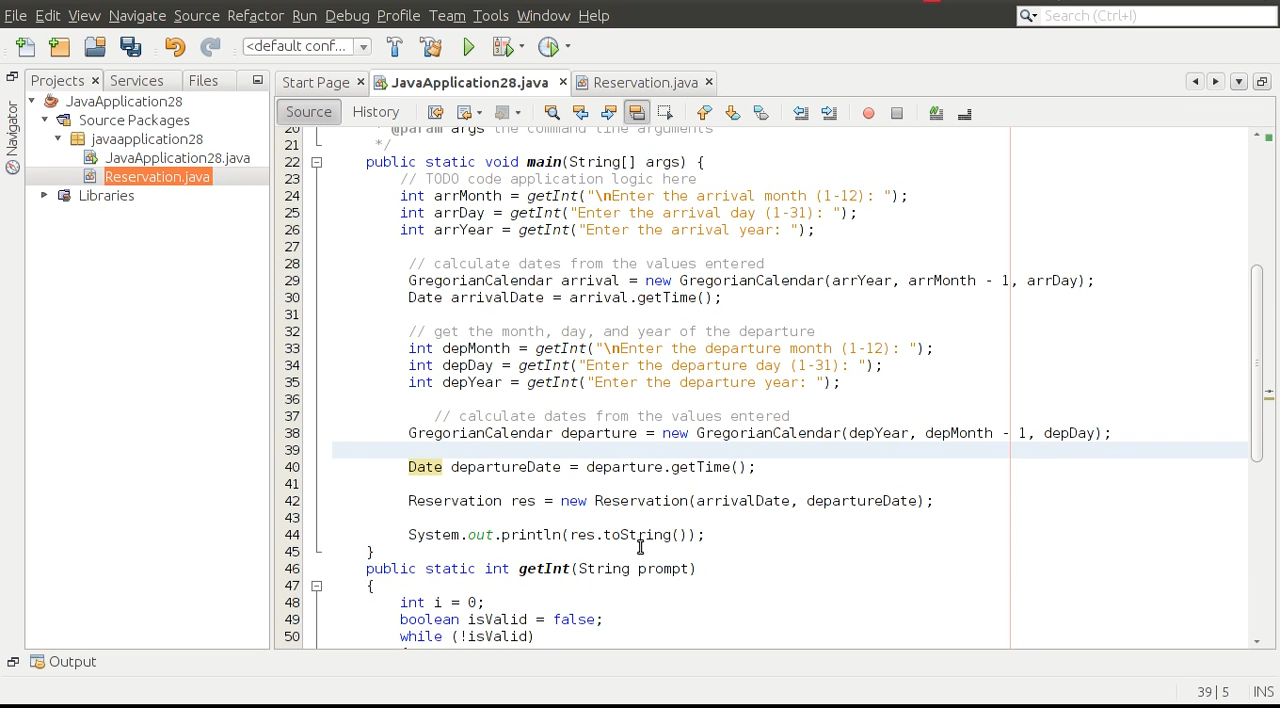 File Edit View Navigate Source Refactor Run Debug Profile Team Tools Window Help
Search (Ctrl+I)
<default conf...
Projects Services Files
Start Page JavaApplication28.java Reservation.java
Navigator
Source History
JavaApplication28
Source Packages
javaapplication28
JavaApplication28.java
Reservation.java
Libraries
20 * @param args the command line arguments
21 */
22 public static void main(String[] args) {
23 // TODO code application logic here
24 int arrMonth = getInt("\nEnter the arrival month (1-12): ");
25 int arrDay = getInt("Enter the arrival day (1-31): ");
26 int arrYear = getInt("Enter the arrival year: ");
27
28 // calculate dates from the values entered
29 GregorianCalendar arrival = new GregorianCalendar(arrYear, arrMonth - 1, arrDay);
30 Date arrivalDate = arrival.getTime();
31
32 // get the month, day, and year of the departure
33 int depMonth = getInt("\nEnter the departure month (1-12): ");
34 int depDay = getInt("Enter the departure day (1-31): ");
35 int depYear = getInt("Enter the departure year: ");
36
37 // calculate dates from the values entered
38 GregorianCalendar departure = new GregorianCalendar(depYear, depMonth - 1, depDay);
39
40 Date departureDate = departure.getTime();
41
42 Reservation res = new Reservation(arrivalDate, departureDate);
43
44 System.out.println(res.toString());
45 }
46 public static int getInt(String prompt)
47 {
48 int i = 0;
49 boolean isValid = false;
50 while (!isValid)
Output
39|5 INS